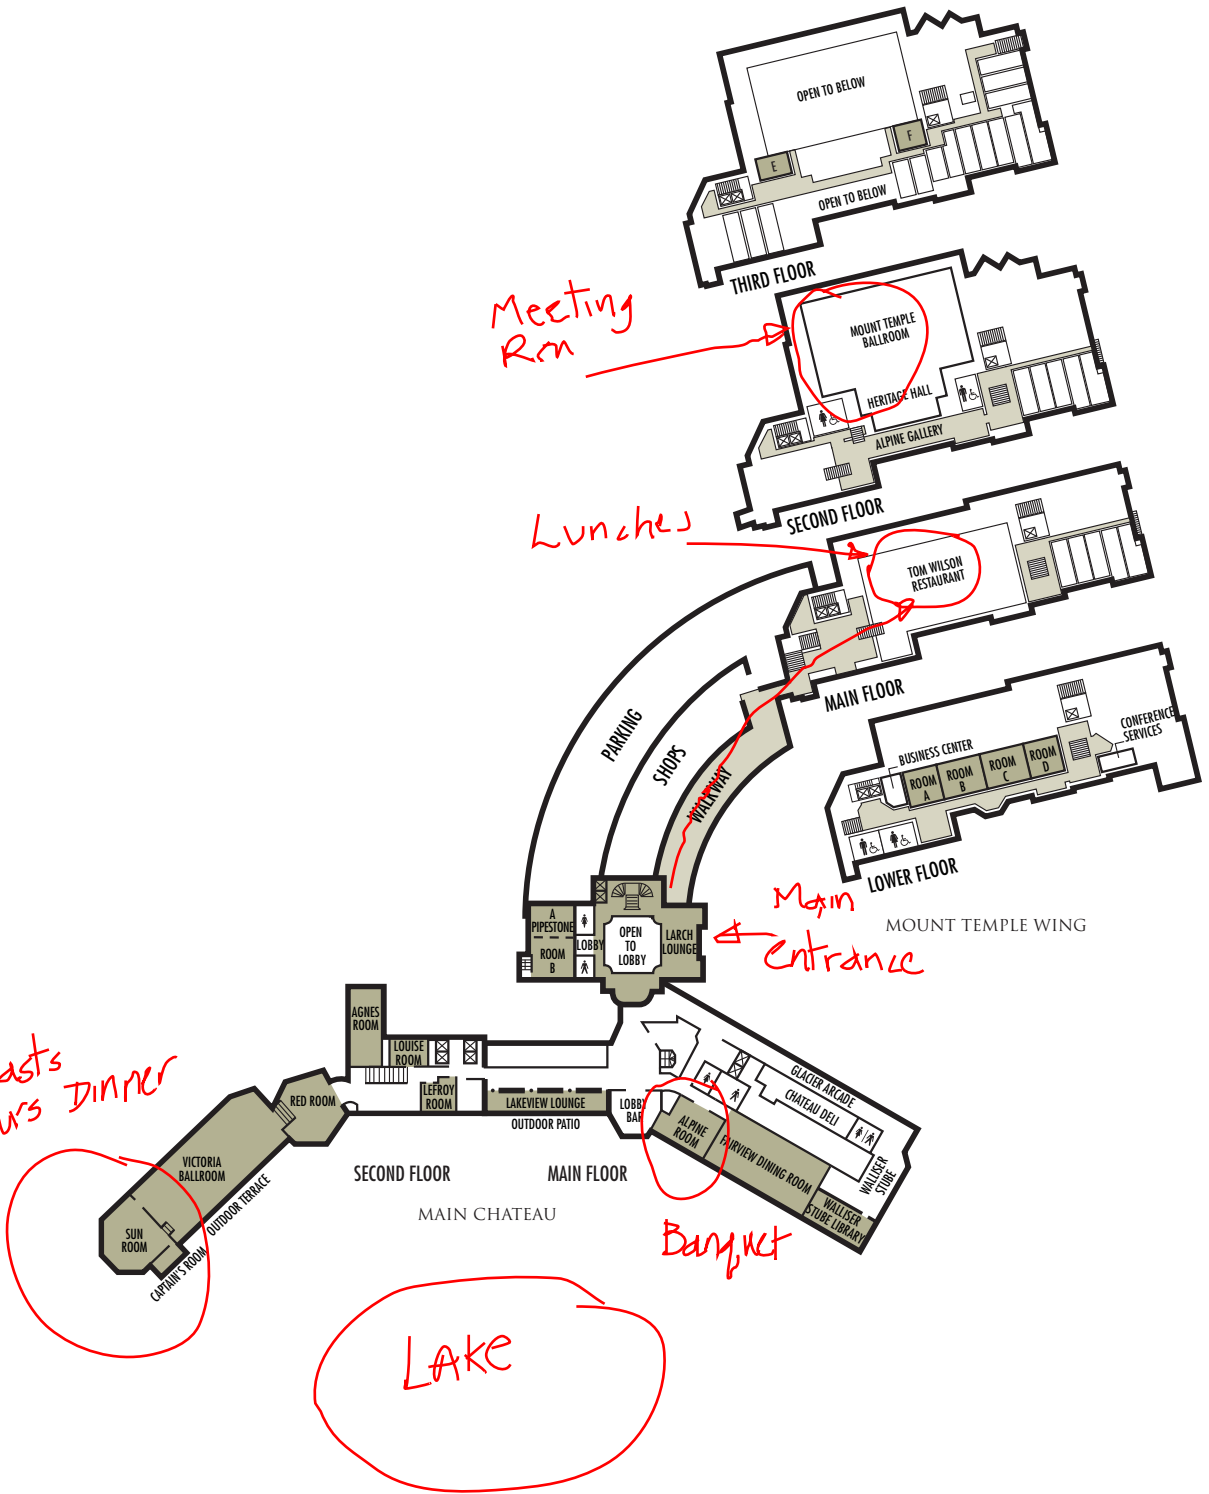 OPEN TO BELOW
F
E
OPEN TO BELOW
THIRD FLOOR
Meeting
Rm
MOUNT TEMPLE
BALLROOM
HERITAGE HALL
ALPINE GALLERY
SECOND FLOOR
Lunches
TOM WILSON
RESTAURANT
MAIN FLOOR
PARKING
SHOPS
WALKWAY
BUSINESS CENTER
CONFERENCE
SERVICES
ROOM
A
ROOM
B
ROOM
C
ROOM
D
LOWER FLOOR
MOUNT TEMPLE WING
Main
entrance
A
PIPESTONE
ROOM
B
LOBBY
OPEN
TO
LOBBY
LARCH
LOUNGE
AGNES
ROOM
LOUISE
ROOM
LEFROY
ROOM
RED ROOM
LAKEVIEW LOUNGE
OUTDOOR PATIO
LOBBY
BAR
ALPINE
ROOM
FAIRVIEW DINING ROOM
GLACIER ARCADE
CHATEAU DELI
WALLISER
STUBE
WALLISER
STUBE LIBRARY
asts
urs Dinner
VICTORIA
BALLROOM
OUTDOOR TERRACE
SUN
ROOM
CAPTAIN'S ROOM
SECOND FLOOR
MAIN FLOOR
MAIN CHATEAU
Banquet
LAKE